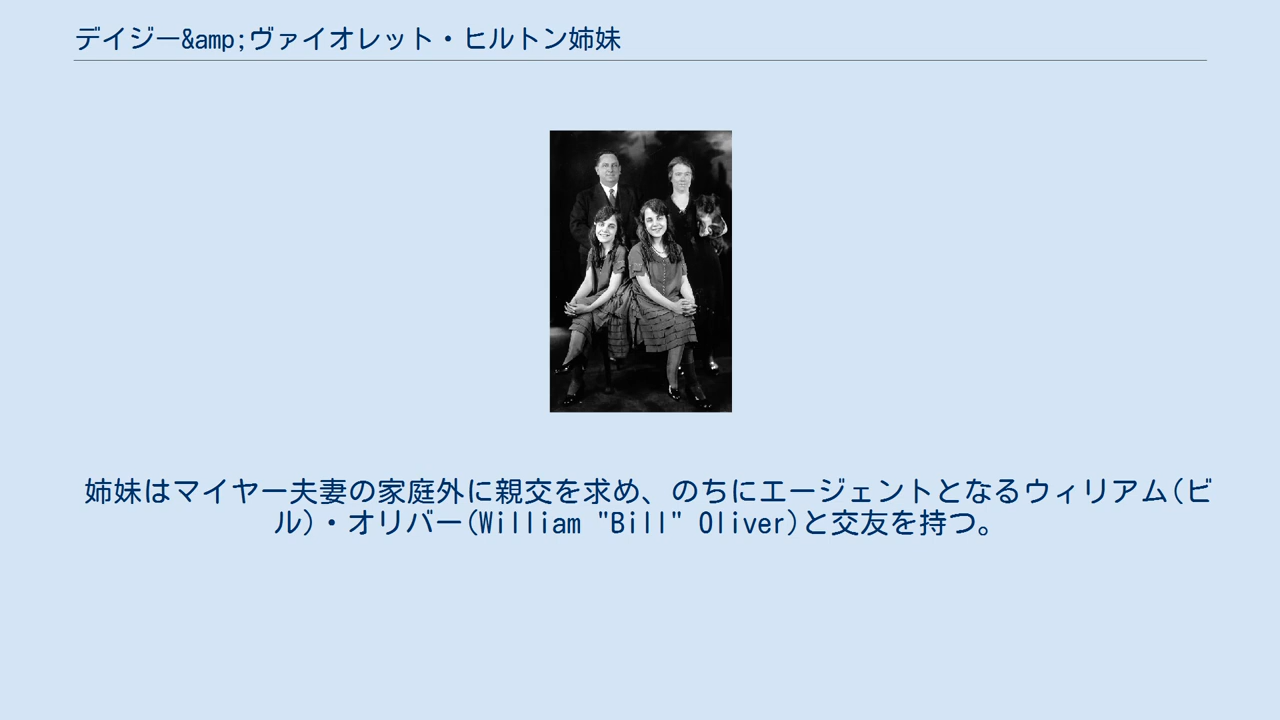 デイジー&amp;ヴァイオレット・ヒルトン姉妹
姉妹はマイヤー夫妻の家庭外に親交を求め、のちにエージェントとなるウィリアム(ビ
ル)・オリバー(William "Bill" Oliver)と交友を持つ。